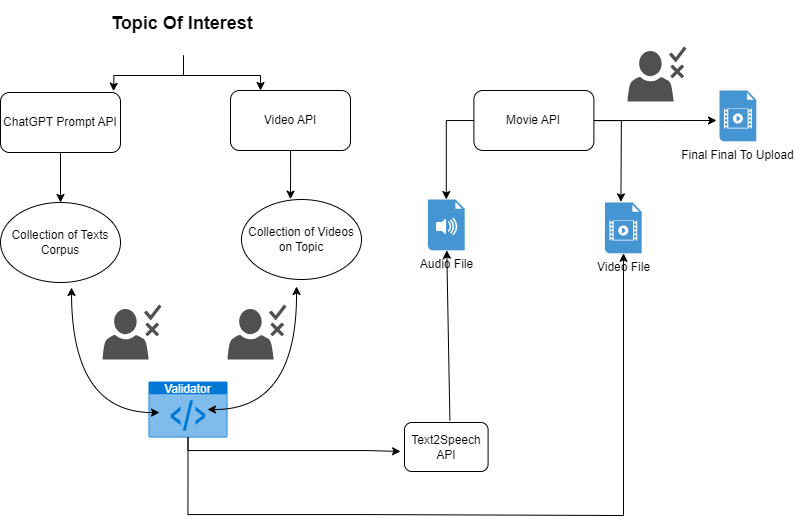 Topic Of Interest
ChatGPT Prompt API
Video API
Movie API
Final Final To Upload
Collection of Texts
Corpus
Collection of Videos
on Topic
Audio File
Video File
Validator
</>
Text2Speech
API